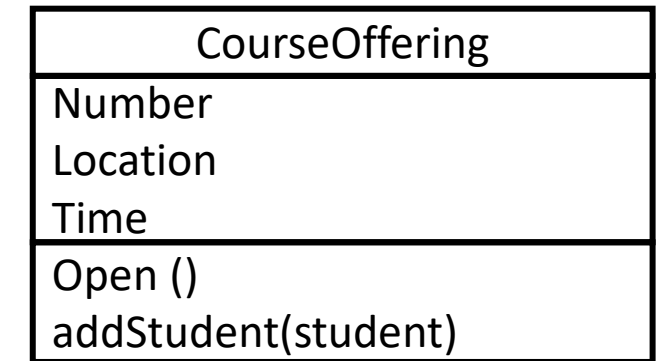 CourseOffering
Number
Location
Time
Open ()
addStudent(student)